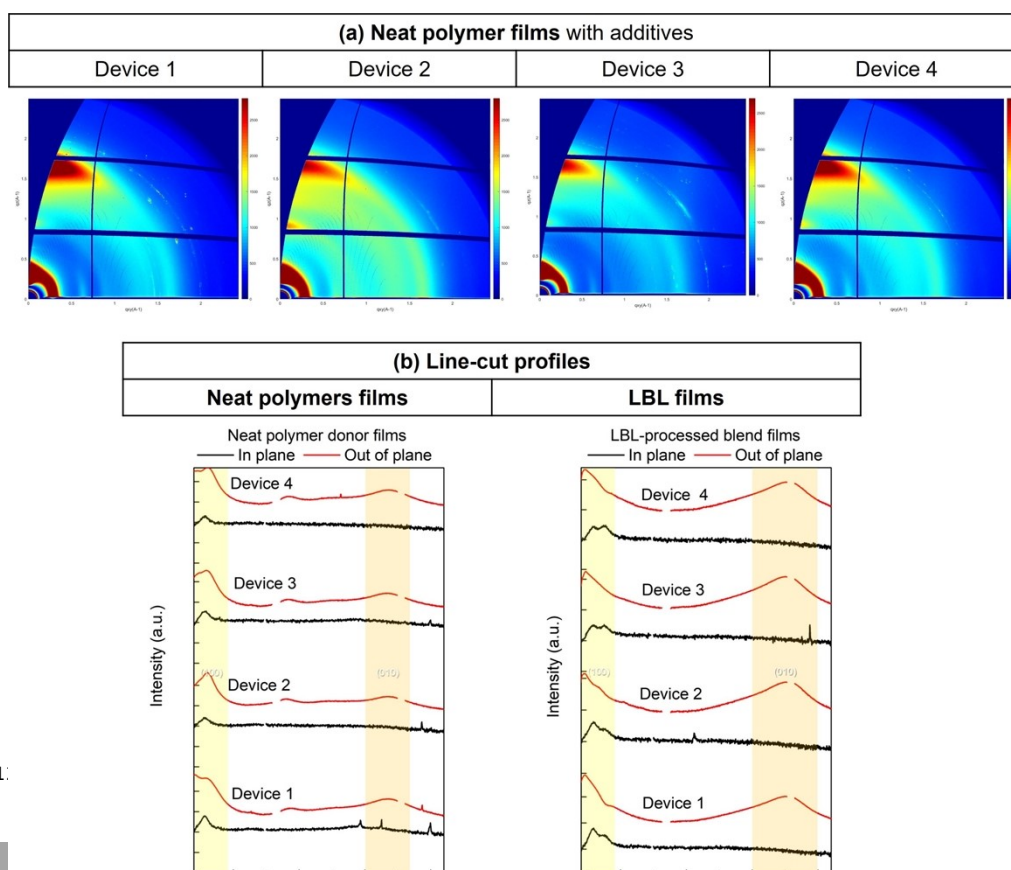 (a) Neat polymer films with additives
Device 1
Device 2
Device 3
Device 4
(b) Line-cut profiles
Neat polymers films
LBL films
Neat polymer donor films
In plane
Out of plane
Intensity (a.u.)
Device 4
Device 3
(100)
(010)
Device 2
Device 1
LBL-processed blend films
In plane
Out of plane
Intensity (a.u.)
Device 4
Device 3
(100)
(010)
Device 2
Device 1